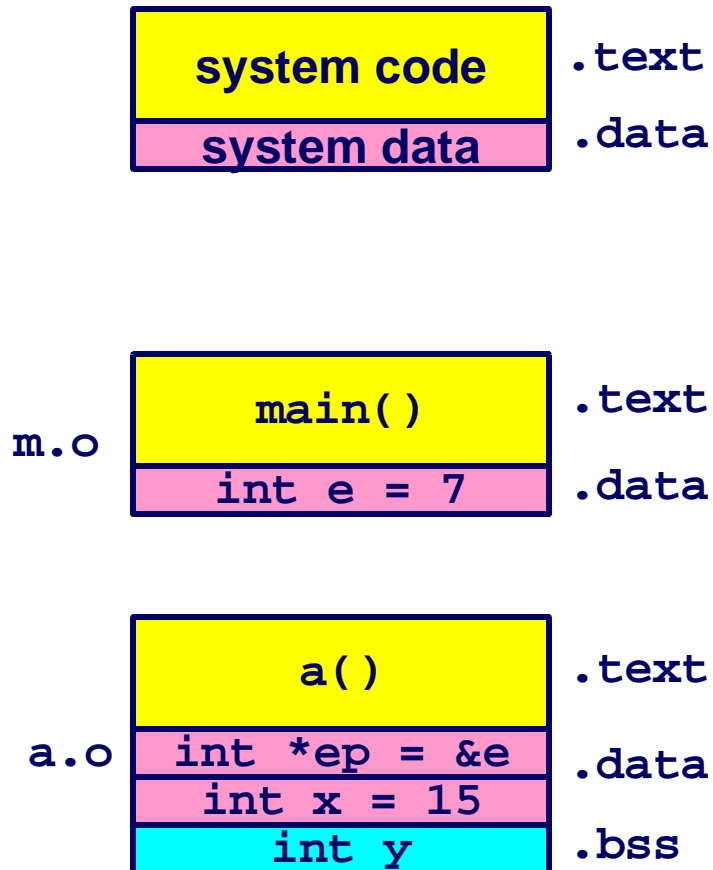 system code .text
system data .data
main() .text
m.o
int e = 7 .data
a() .text
a.o int *ep = &e .data
int x = 15
int y .bss